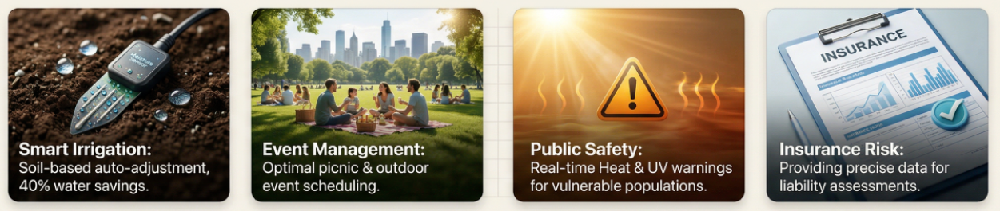 Moisture
Sensor
Smart Irrigation:
Soil-based auto-adjustment,
40% water savings.
Event Management:
Optimal picnic & outdoor
event scheduling.
Public Safety:
Real-time Heat & UV warnings
for vulnerable populations.
INSURANCE
Insurance Risk:
Providing precise data for
liability assessments.